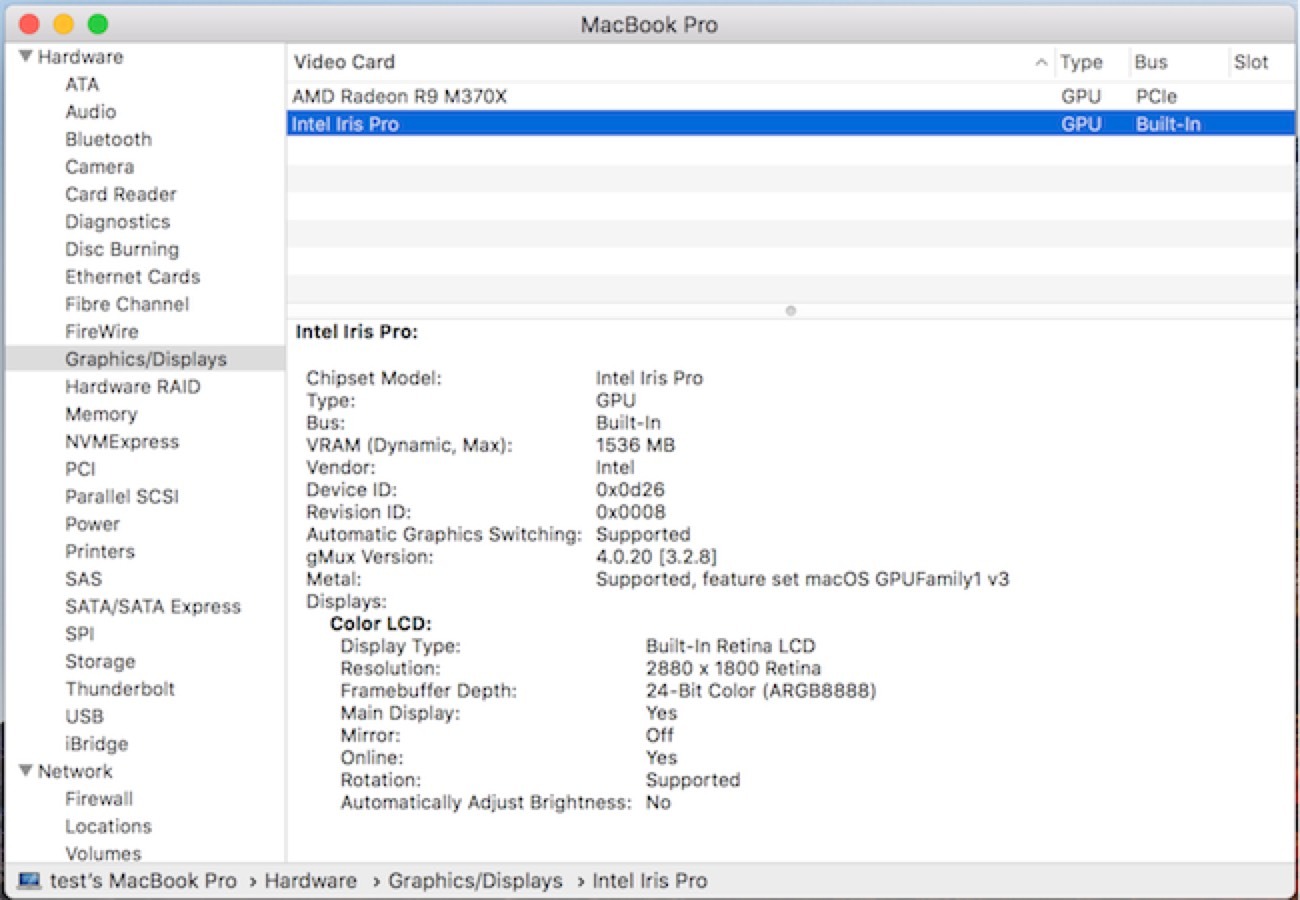 MacBook Pro
Hardware
ATA
Audio
Bluetooth
Camera
Card Reader
Diagnostics
Disc Burning
Ethernet Cards
Fibre Channel
FireWire
Graphics/Displays
Hardware RAID
Memory
NVMExpress
PCI
Parallel SCSI
Power
Printers
SAS
SATA/SATA Express
SPI
Storage
Thunderbolt
USB
iBridge
Network
Firewall
Locations
Volumes
Video Card Type Bus Slot
AMD Radeon R9 M370X GPU PCIe
Intel Iris Pro GPU Built-In
Intel Iris Pro:
Chipset Model: Intel Iris Pro
Type: GPU
Bus: Built-In
VRAM (Dynamic, Max): 1536 MB
Vendor: Intel
Device ID: 0x0d26
Revision ID: 0x0008
Automatic Graphics Switching: Supported
gMux Version: 4.0.20 [3.2.8]
Metal: Supported, feature set macOS GPUFamily1 v3
Displays:
Color LCD:
Display Type: Built-In Retina LCD
Resolution: 2880 x 1800 Retina
Framebuffer Depth: 24-Bit Color (ARGB8888)
Main Display: Yes
Mirror: Off
Online: Yes
Rotation: Supported
Automatically Adjust Brightness: No
test's MacBook Pro › Hardware › Graphics/Displays › Intel Iris Pro